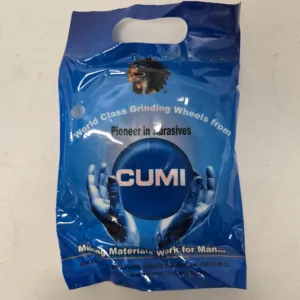 World Class Grinding Wheels from
Pioneer in Abrasives
CUMI
Making Materials Work for Man...